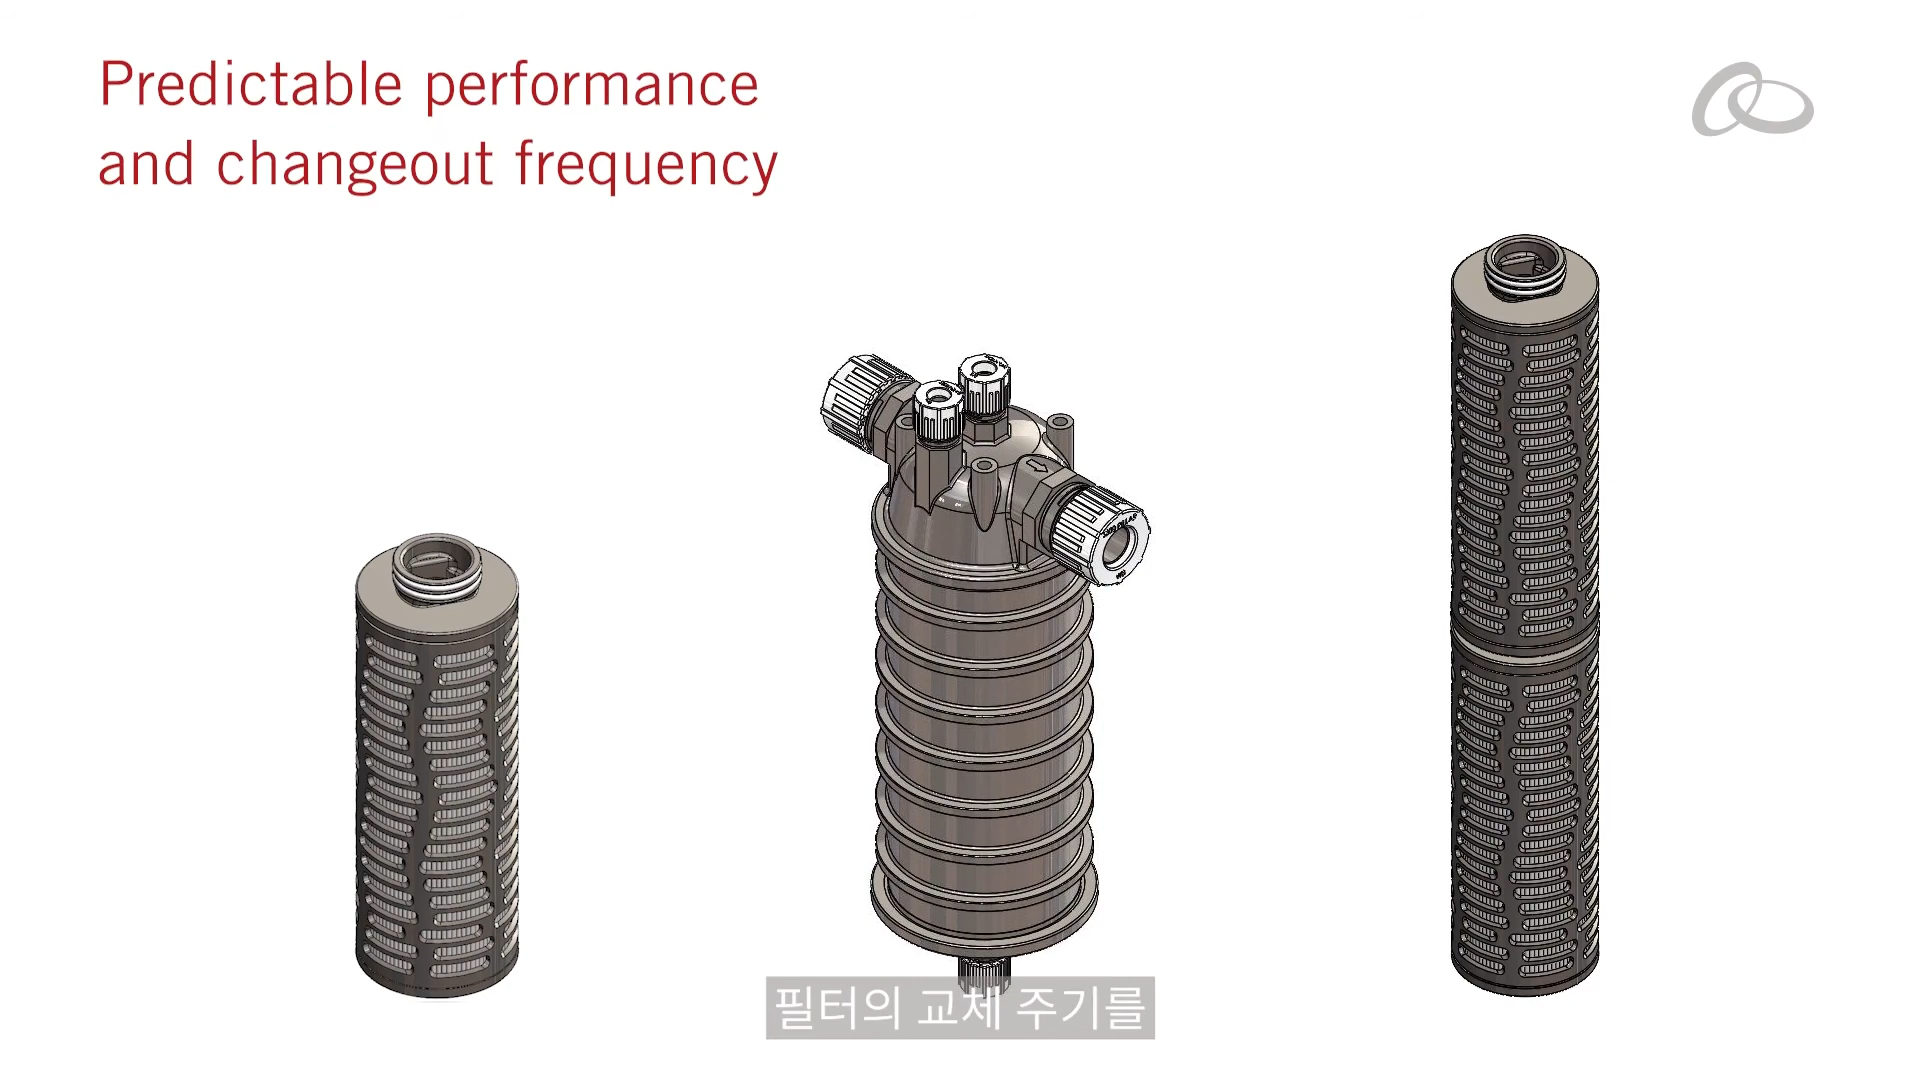 Predictable performance
and changeout frequency
필터의 교체 주기를